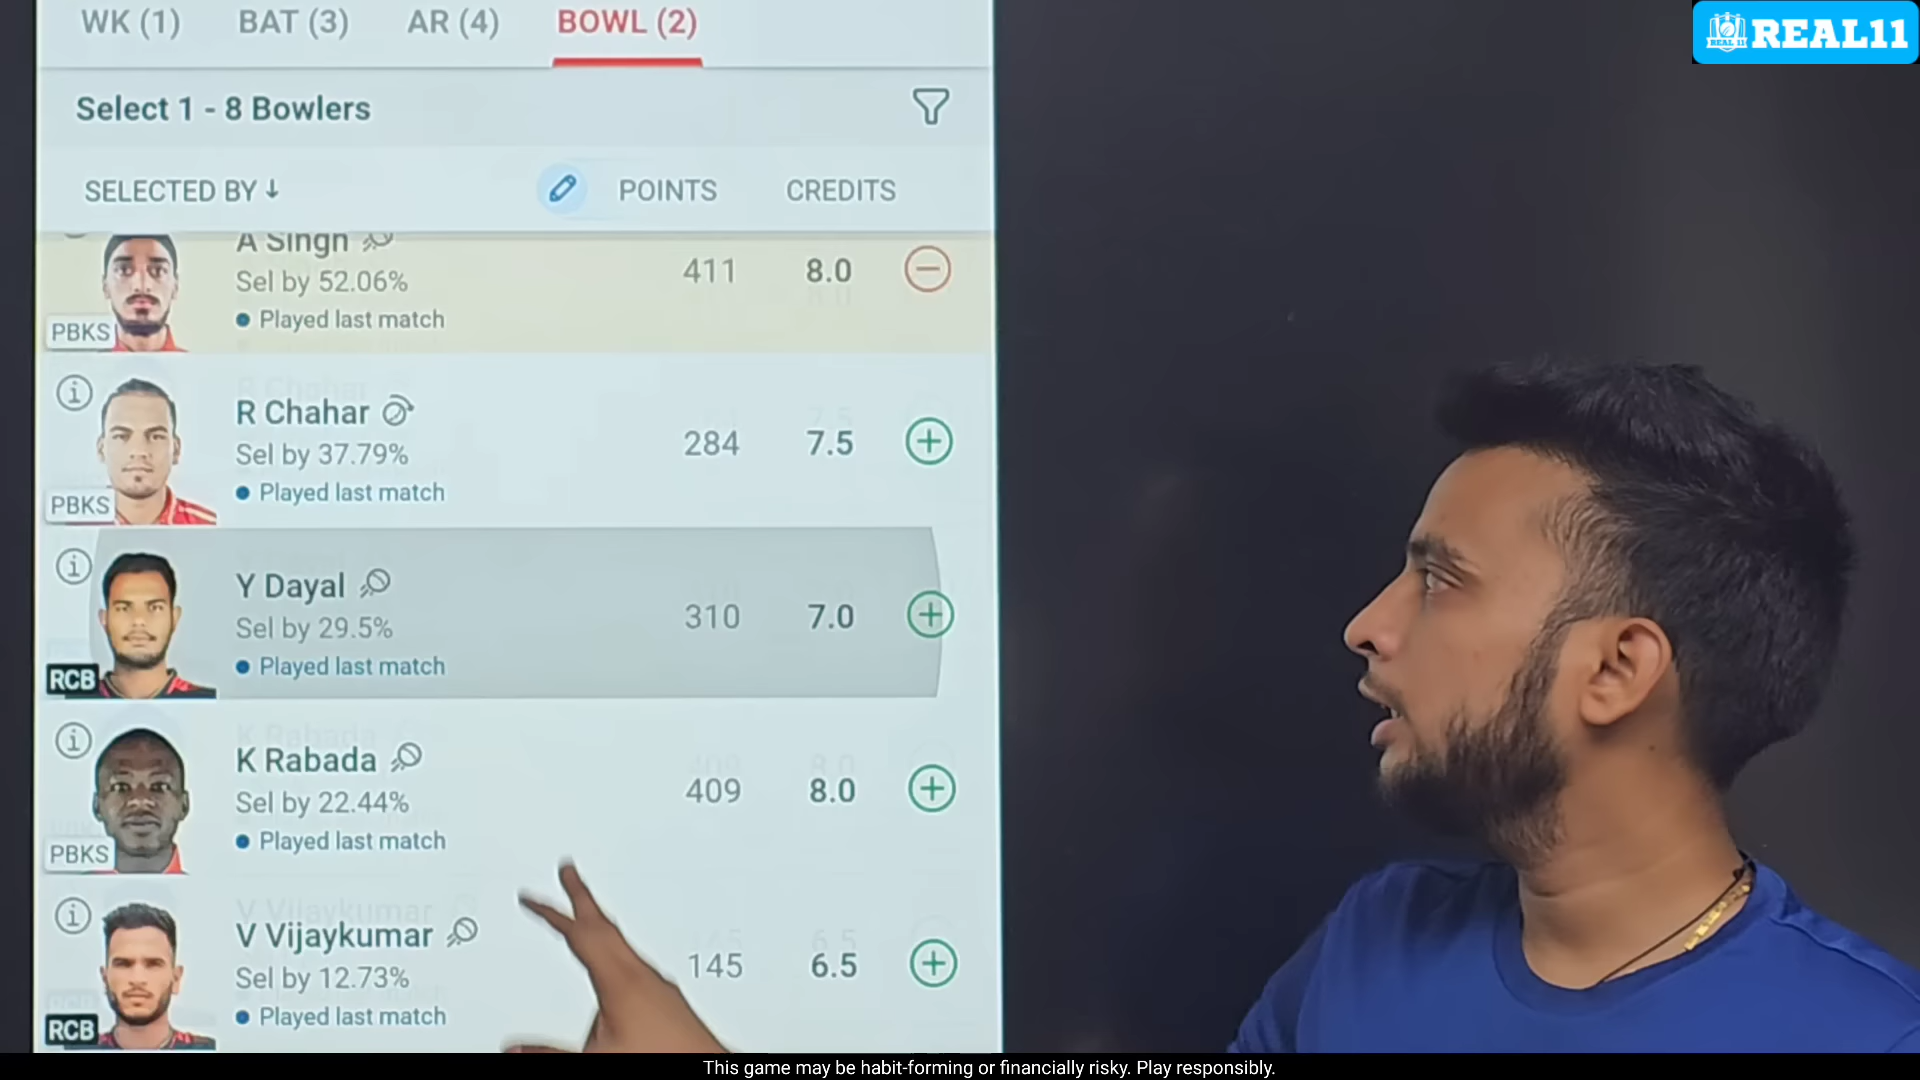 WK (1) BAT (3) AR (4) BOWL (2)
REAL 11 REAL11
Select 1 - 8 Bowlers
SELECTED BY ↓ POINTS CREDITS
A Singh
Sel by 52.06% 411 8.0
Played last match
PBKS
R Chahar
Sel by 37.79% 284 7.5
Played last match
PBKS
Y Dayal
Sel by 29.5% 310 7.0
Played last match
RCB
K Rabada
Sel by 22.44% 409 8.0
Played last match
PBKS
V Vijaykumar
Sel by 12.73% 145 6.5
Played last match
RCB
This game may be habit-forming or financially risky. Play responsibly.